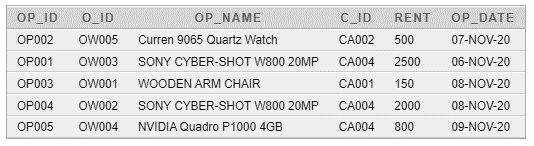 OP_ID O_ID OP_NAME C_ID RENT OP_DATE
OP002 OW005 Curren 9065 Quartz Watch CA002 500 07-NOV-20
OP001 OW003 SONY CYBER-SHOT W800 20MP CA004 2500 06-NOV-20
OP003 OW001 WOODEN ARM CHAIR CA001 150 08-NOV-20
OP004 OW002 SONY CYBER-SHOT W800 20MP CA004 2000 08-NOV-20
OP005 OW004 NVIDIA Quadro P1000 4GB CA004 800 09-NOV-20